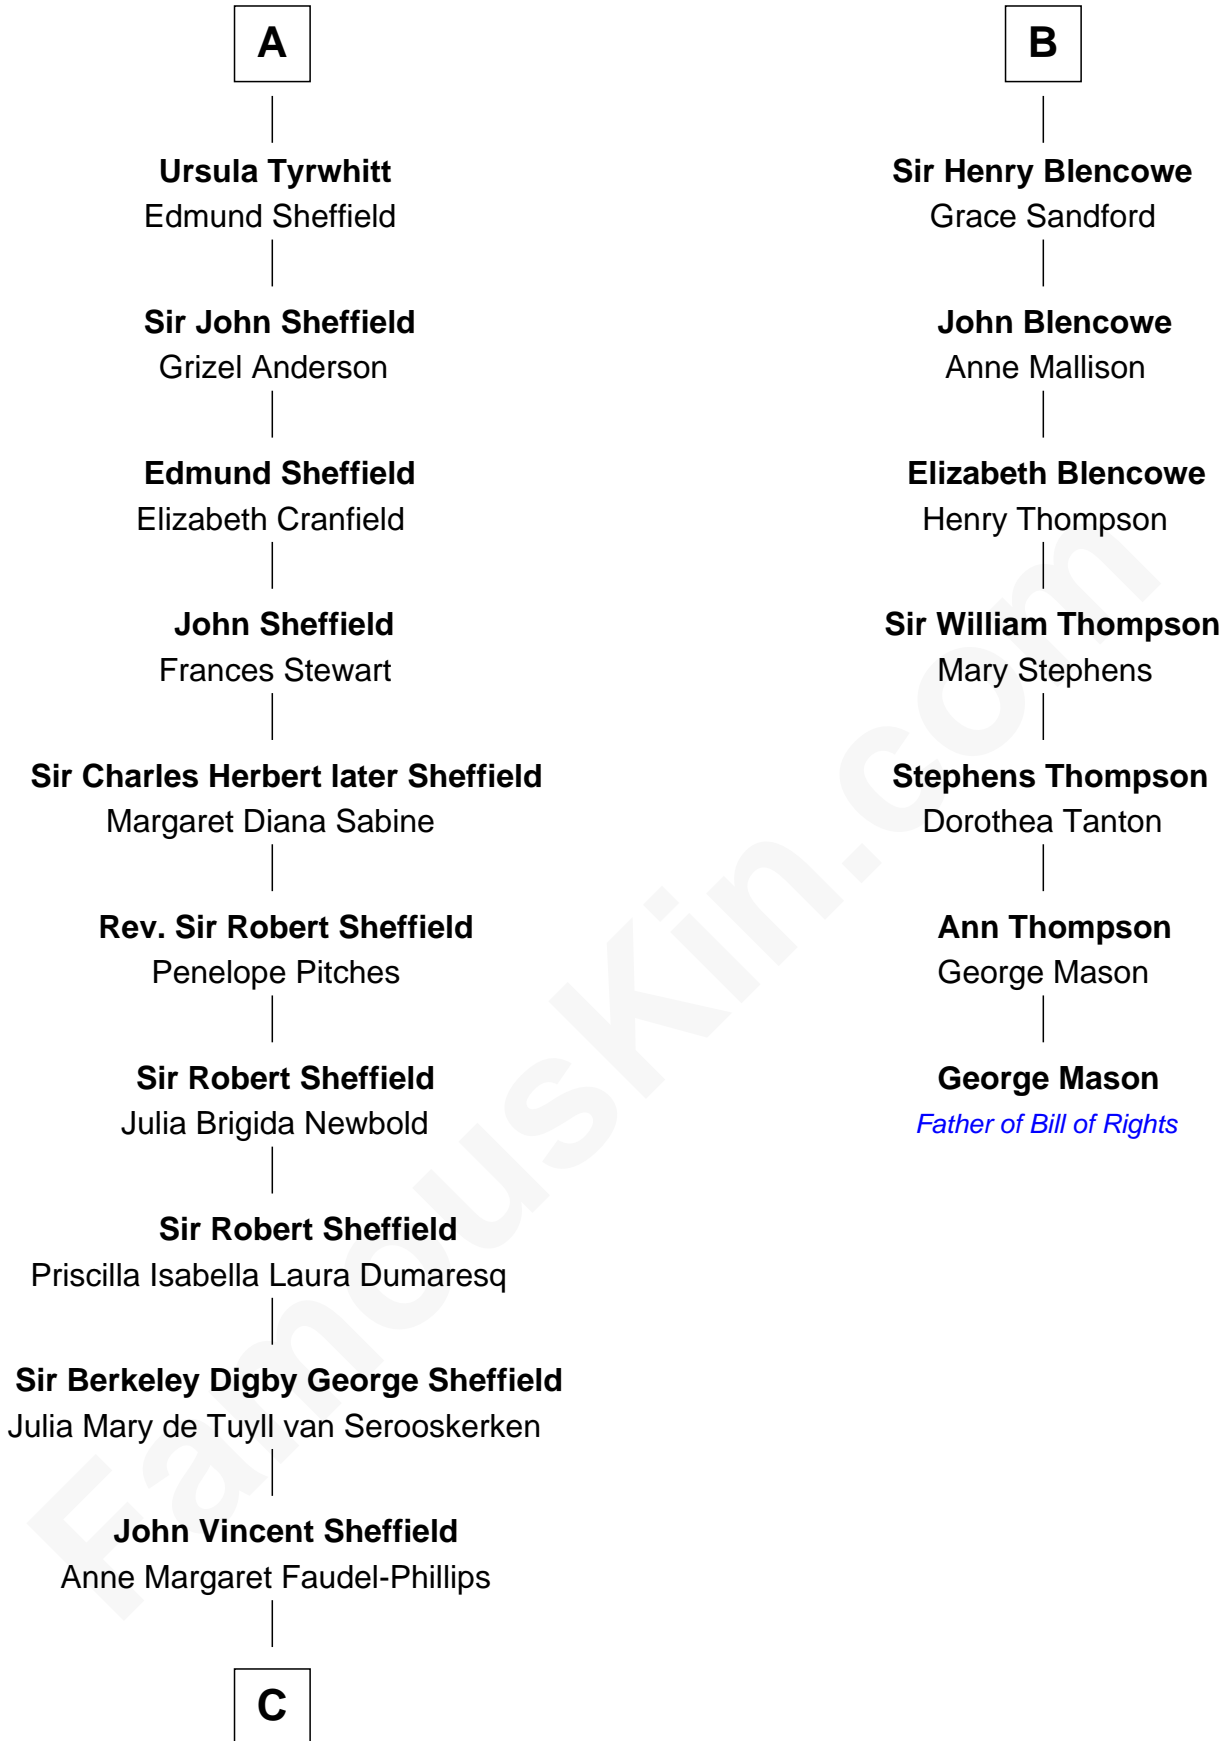 A
Ursula Tyrwhitt
Edmund Sheffield
Sir John Sheffield
Grizel Anderson
Edmund Sheffield
Elizabeth Cranfield
John Sheffield
Frances Stewart
Sir Charles Herbert later Sheffield
Margaret Diana Sabine
Rev. Sir Robert Sheffield
Penelope Pitches
Sir Robert Sheffield
Julia Brigida Newbold
Sir Robert Sheffield
Priscilla Isabella Laura Dumaresq
Sir Berkeley Digby George Sheffield
Julia Mary de Tuyll van Serooskerken
John Vincent Sheffield
Anne Margaret Faudel-Phillips
C
B
Sir Henry Blencowe
Grace Sandford
John Blencowe
Anne Mallison
Elizabeth Blencowe
Henry Thompson
Sir William Thompson
Mary Stephens
Stephens Thompson
Dorothea Tanton
Ann Thompson
George Mason
George Mason
Father of Bill of Rights
FamousKin.com